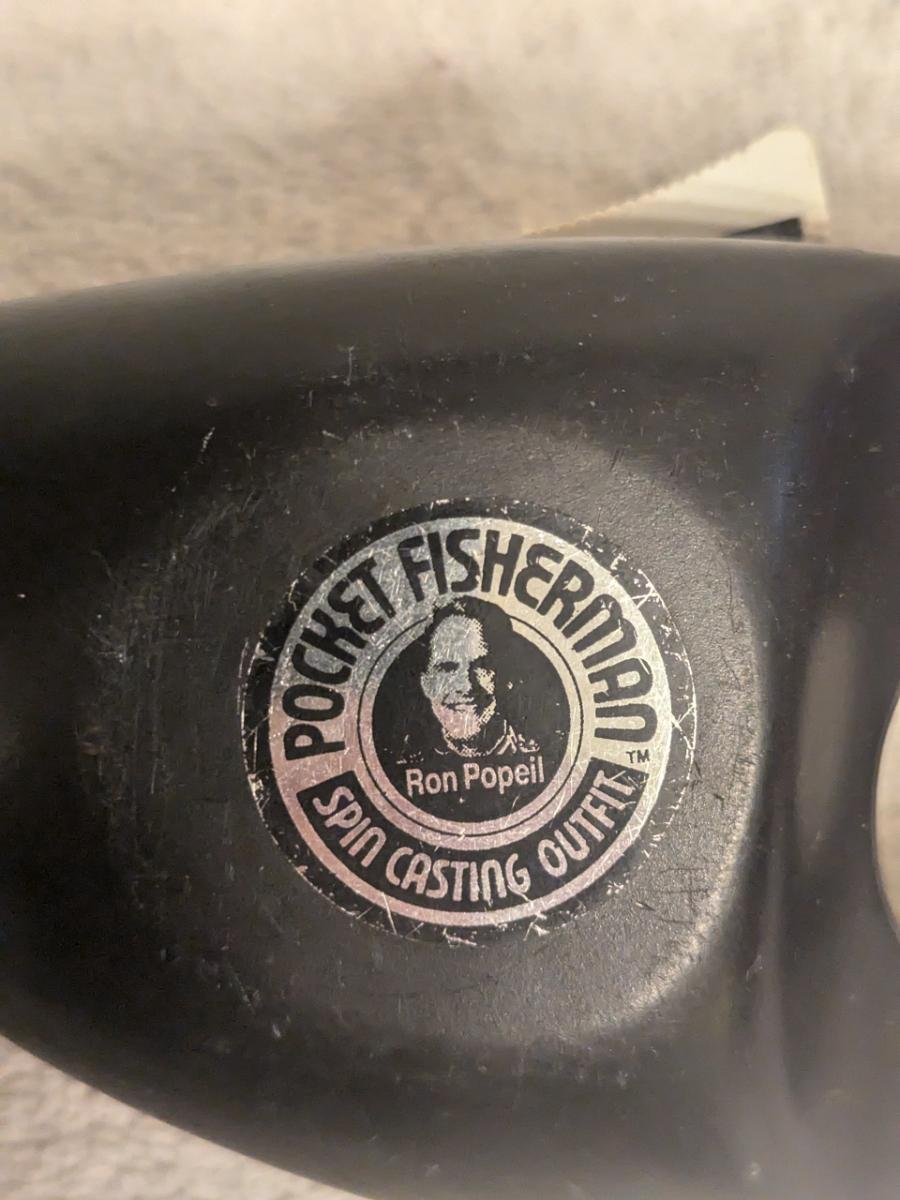 POCKET FISHERMAN
TM
Ron Popeil
SPIN CASTING OUTFIT